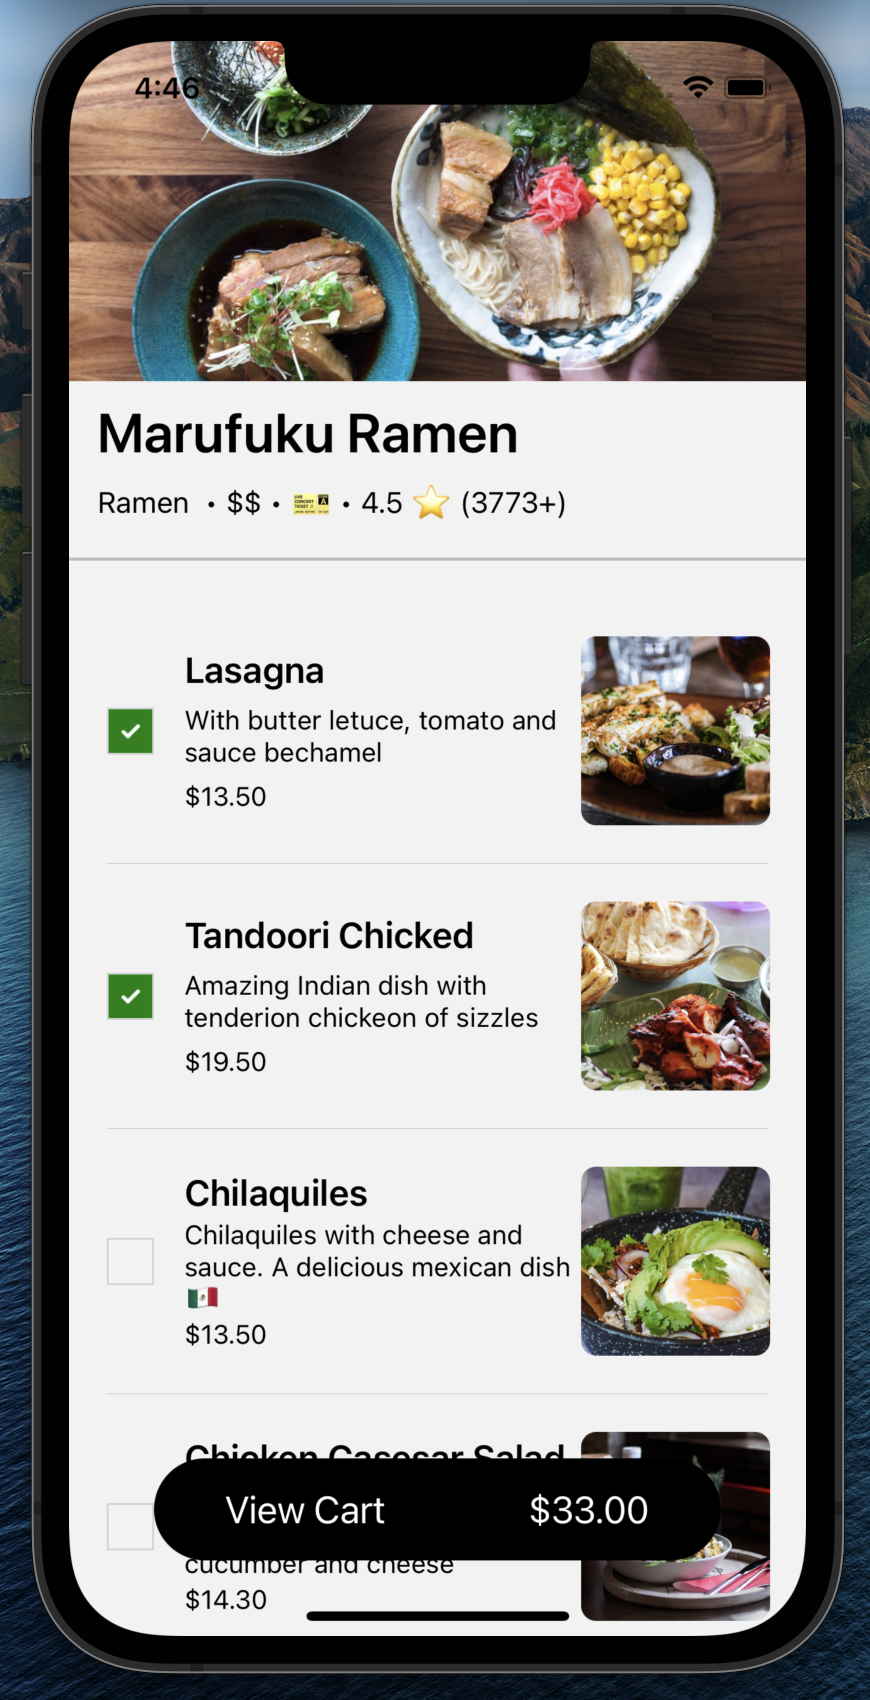 4:46
Marufuku Ramen
Ramen • $$ • 🎫 • 4.5 ⭐ (3773+)
Lasagna
With butter letuce, tomato and
sauce bechamel
$13.50
Tandoori Chicked
Amazing Indian dish with
tenderion chickeon of sizzles
$19.50
Chilaquiles
Chilaquiles with cheese and
sauce. A delicious mexican dish
🇲🇽
$13.50
Chicken Caesar Salad
View Cart $33.00
cucumber and cheese
$14.30